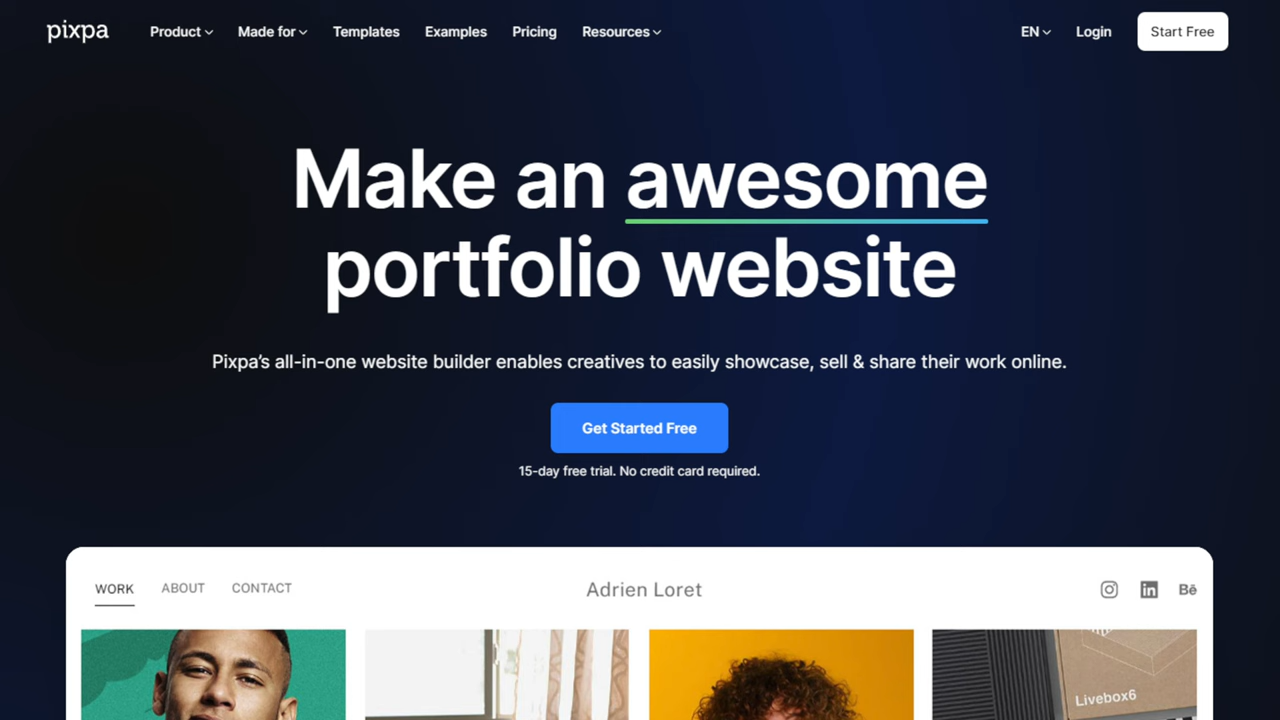 pixpa Product Made for Templates Examples Pricing Resources EN Login Start Free
Make an awesome
portfolio website
Pixpa's all-in-one website builder enables creatives to easily showcase, sell & share their work online.
Get Started Free
15-day free trial. No credit card required.
WORK ABOUT CONTACT Adrien Loret in Bē
Livebox6